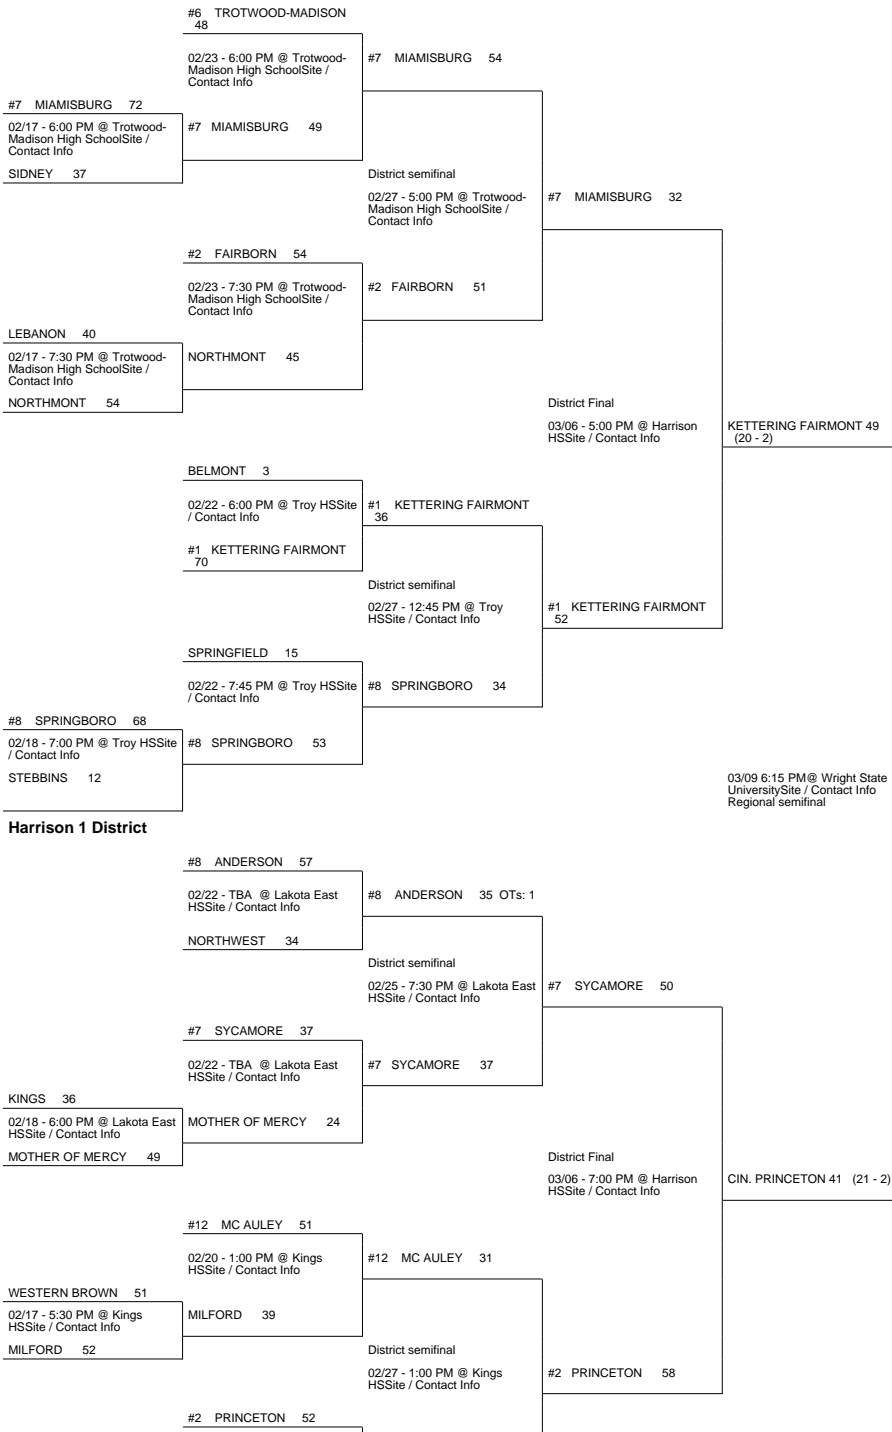 #6 TROTWOOD-MADISON
48
02/23 - 6:00 PM @ Trotwood-
Madison High SchoolSite /
Contact Info
#7 MIAMISBURG 54
#7 MIAMISBURG 72
02/17 - 6:00 PM @ Trotwood-
Madison High SchoolSite /
Contact Info
#7 MIAMISBURG 49
SIDNEY 37
District semifinal
02/27 - 5:00 PM @ Trotwood-
Madison High SchoolSite /
Contact Info
#7 MIAMISBURG 32
#2 FAIRBORN 54
02/23 - 7:30 PM @ Trotwood-
Madison High SchoolSite /
Contact Info
#2 FAIRBORN 51
LEBANON 40
02/17 - 7:30 PM @ Trotwood-
Madison High SchoolSite /
Contact Info
NORTHMONT 45
NORTHMONT 54
District Final
03/06 - 5:00 PM @ Harrison
HSSite / Contact Info
KETTERING FAIRMONT 49
(20 - 2)
BELMONT 3
02/22 - 6:00 PM @ Troy HSSite
/ Contact Info
#1 KETTERING FAIRMONT
36
#1 KETTERING FAIRMONT
70
District semifinal
02/27 - 12:45 PM @ Troy
HSSite / Contact Info
#1 KETTERING FAIRMONT
52
SPRINGFIELD 15
02/22 - 7:45 PM @ Troy HSSite
/ Contact Info
#8 SPRINGBORO 34
#8 SPRINGBORO 68
02/18 - 7:00 PM @ Troy HSSite
/ Contact Info
#8 SPRINGBORO 53
STEBBINS 12
03/09 6:15 PM@ Wright State
UniversitySite / Contact Info
Regional semifinal
Harrison 1 District
#8 ANDERSON 57
02/22 - TBA @ Lakota East
HSSite / Contact Info
#8 ANDERSON 35 OTs: 1
NORTHWEST 34
District semifinal
02/25 - 7:30 PM @ Lakota East
HSSite / Contact Info
#7 SYCAMORE 50
#7 SYCAMORE 37
02/22 - TBA @ Lakota East
HSSite / Contact Info
#7 SYCAMORE 37
KINGS 36
02/18 - 6:00 PM @ Lakota East
HSSite / Contact Info
MOTHER OF MERCY 24
MOTHER OF MERCY 49
District Final
03/06 - 7:00 PM @ Harrison
HSSite / Contact Info
CIN. PRINCETON 41 (21 - 2)
#12 MC AULEY 51
02/20 - 1:00 PM @ Kings
HSSite / Contact Info
#12 MC AULEY 31
WESTERN BROWN 51
02/17 - 5:30 PM @ Kings
HSSite / Contact Info
MILFORD 39
MILFORD 52
District semifinal
02/27 - 1:00 PM @ Kings
HSSite / Contact Info
#2 PRINCETON 58
#2 PRINCETON 52